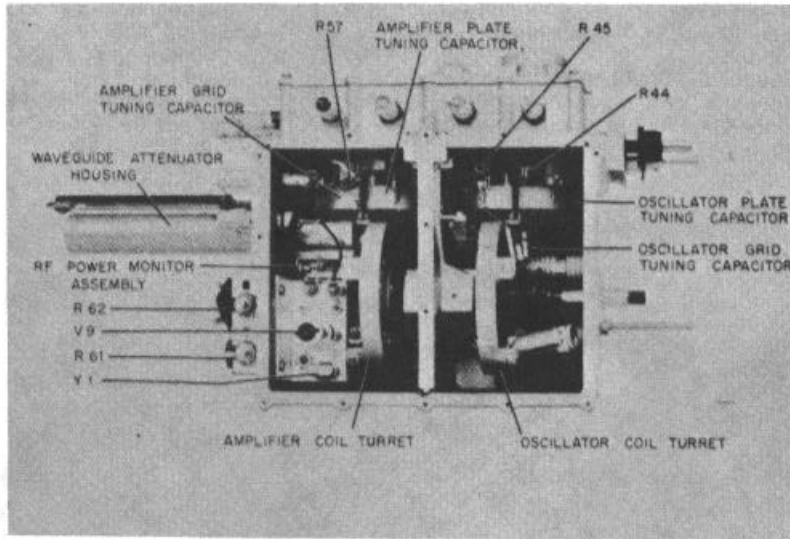 R57
AMPLIFIER PLATE
TUNING CAPACITOR,
R 45
AMPLIFIER GRID
TUNING CAPACITOR
R44
WAVEGUIDE ATTENUATOR
HOUSING
OSCILLATOR PLATE
TUNING CAPACITOR
OSCILLATOR GRID
TUNING CAPACITOR
RF POWER MONITOR
ASSEMBLY
R 62
V9
R 61
Y 1
AMPLIFIER COIL TURRET
OSCILLATOR COIL TURRET